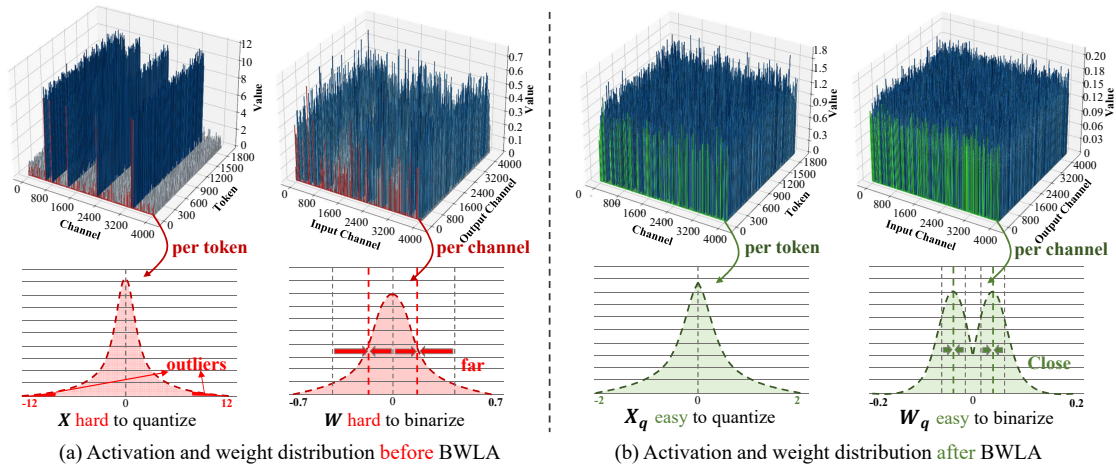 12
10
8
6
4
2
0
Value
1800
1500
1200
900
600
300
0
Token
0
800
1600
2400
3200
4000
Channel
per token
0.7
0.6
0.5
0.4
0.3
0.2
0.1
0
Value
4000
3200
2400
1600
800
0
Output Channel
0
800
1600
2400
3200
4000
Input Channel
per channel
1.8
1.5
1.2
0.9
0.6
0.3
0
Value
1800
1500
1200
900
600
300
0
Token
0
800
1600
2400
3200
4000
Channel
per token
0.20
0.18
0.15
0.12
0.09
0.06
0.03
0
Value
4000
3200
2400
1600
800
0
Output Channel
0
800
1600
2400
3200
4000
Input Channel
per channel
outliers
-12 0 12
X hard to quantize
far
-0.7 0 0.7
W hard to binarize
-2 0 2
X_q easy to quantize
Close
-0.2 0 0.2
W_q easy to binarize
(a) Activation and weight distribution before BWLA
(b) Activation and weight distribution after BWLA